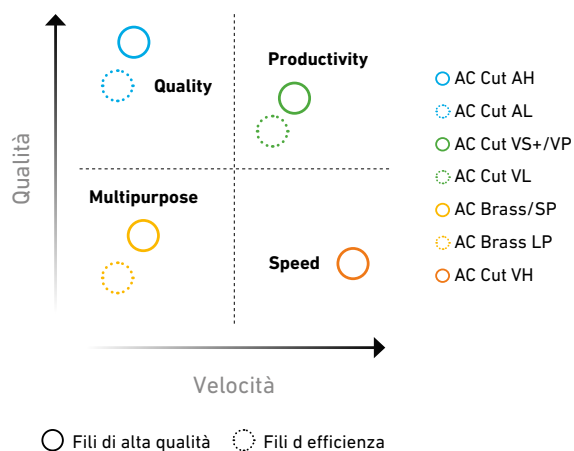 Qualità
Productivity
Quality
Multipurpose
Speed
Velocità
AC Cut AH
AC Cut AL
AC Cut VS+/VP
AC Cut VL
AC Brass/SP
AC Brass LP
AC Cut VH
Fili di alta qualità
Fili d efficienza